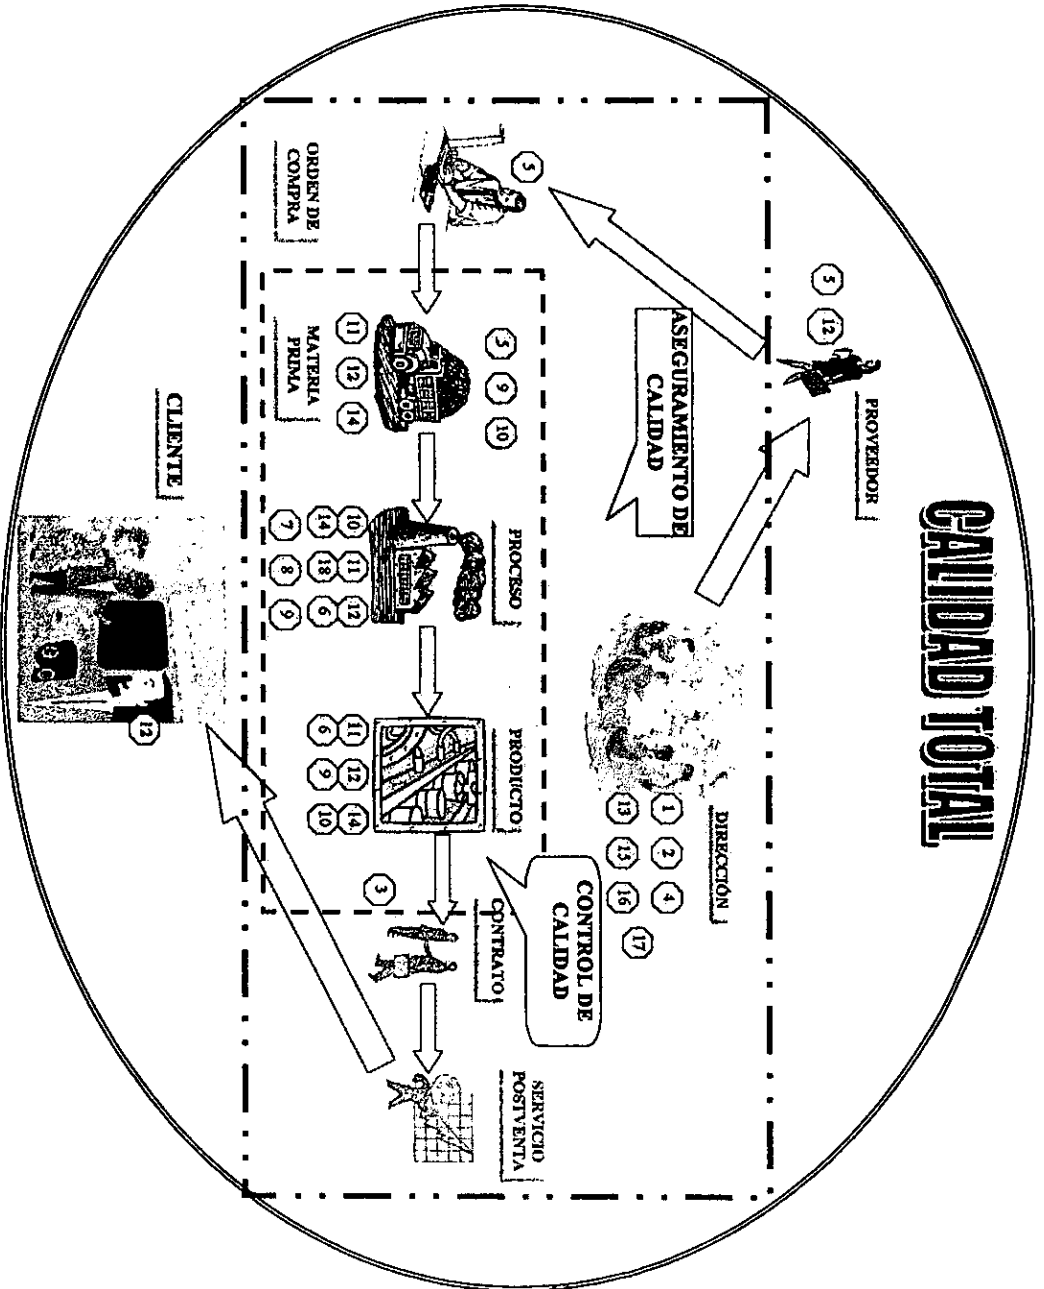 CALIDAD TOTAL
PROVEEDOR
5 12
DIRECCIÓN
1 2 4
13 15 16 17
ASEGURAMIENTO DE
CALIDAD
CONTROL DE
CALIDAD
5
ORDEN DE
COMPRA
5 9 10
11 12 14
MATERIA
PRIMA
PROCESO
10 11 12
14 18 6
7 8 9
PRODUCTO
11 12 14
6 9 10
CONTRATO
3
SERVICIO
POSTVENTA
CLIENTE
12